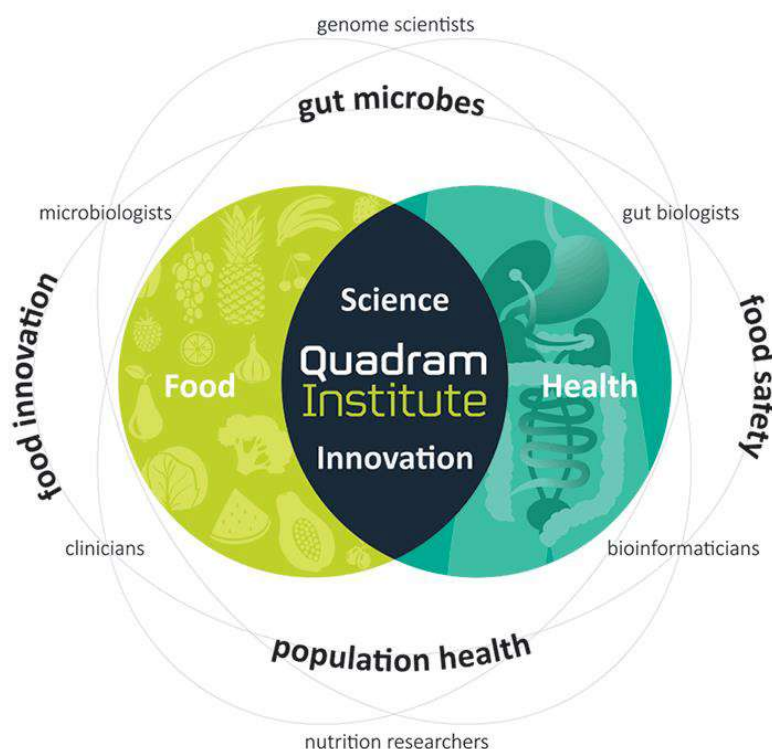 genome scientists
gut microbes
microbiologists
gut biologists
food innovation
food safety
Science
Quadram
Institute
Food
Health
Innovation
clinicians
bioinformaticians
population health
nutrition researchers